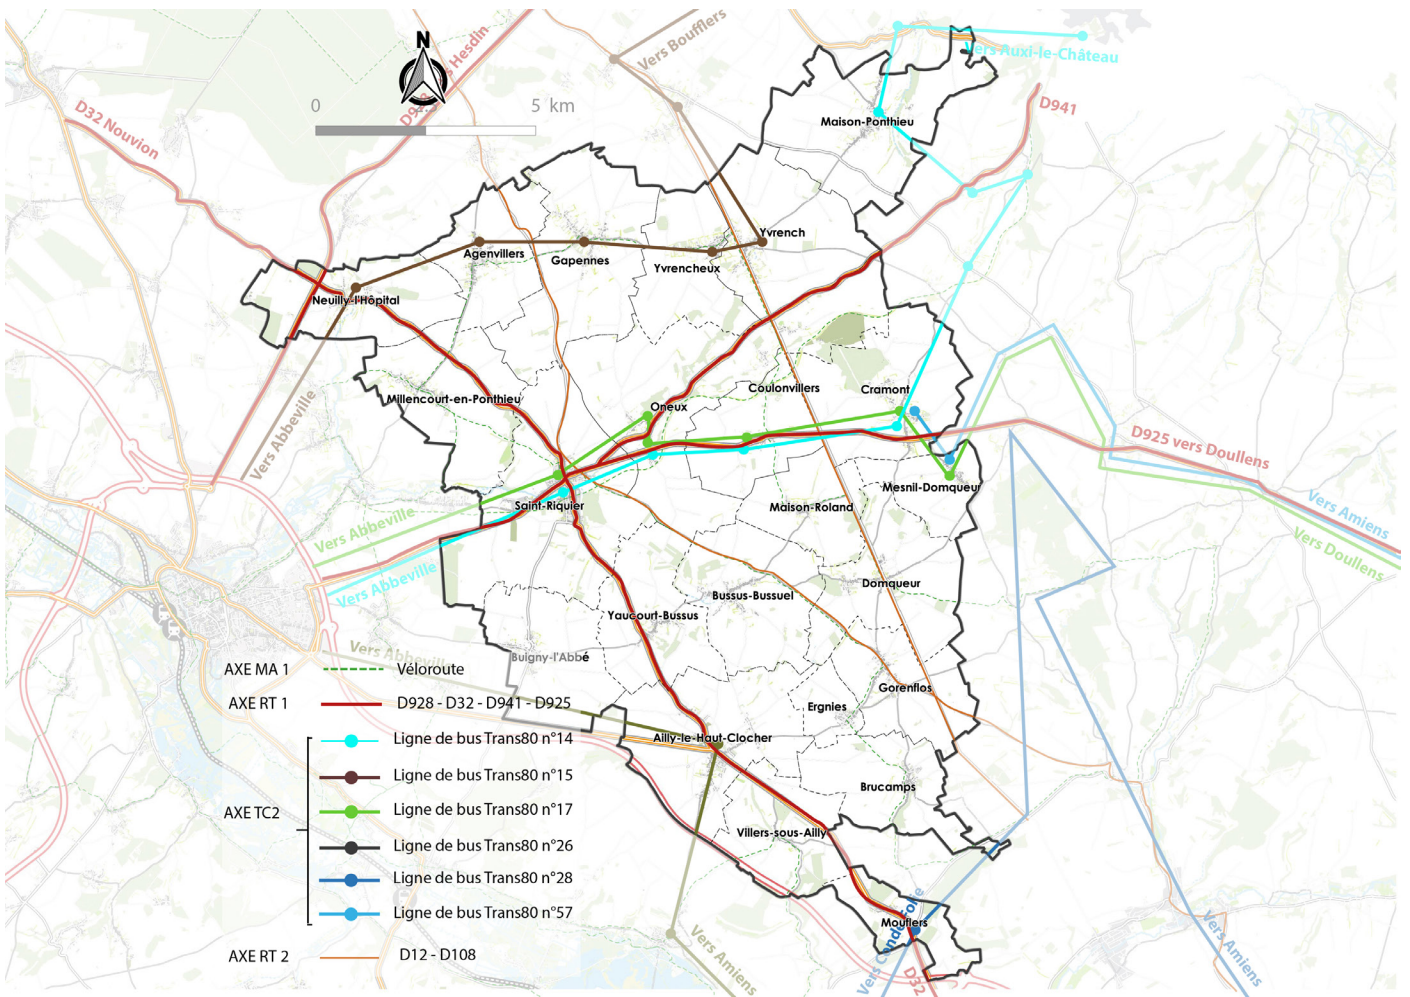 N
0
5 km
D32 Nouvion
Hesdin
Vers Boufflers
Vers Auxi-le-Château
D941
Maison-Ponthieu
Yvrench
Agenvillers
Gapennes
Yvrencheux
Neuilly-l'Hôpital
Millencourt-en-Ponthieu
Oneux
Coulonvillers
Cramont
Vers Abbeville
D925 vers Doullens
Mesnil-Domqueur
Saint-Riquier
Maison-Roland
Vers Amiens
Vers Doullens
Vers Abbeville
Vers Abbeville
Domqueur
Bussus-Bussuel
Yaucourt-Bussus
Buigny-l'Abbé
Vers Abbeville
Gorenflos
Ergnies
Ailly-le-Haut-Clocher
Brucamps
Villers-sous-Ailly
Mouflers
D32
Vers Amiens
Vers Amiens
AXE MA 1
Véloroute
AXE RT 1
D928 - D32 - D941 - D925
AXE TC2
Ligne de bus Trans80 n°14
Ligne de bus Trans80 n°15
Ligne de bus Trans80 n°17
Ligne de bus Trans80 n°26
Ligne de bus Trans80 n°28
Ligne de bus Trans80 n°57
AXE RT 2
D12 - D108